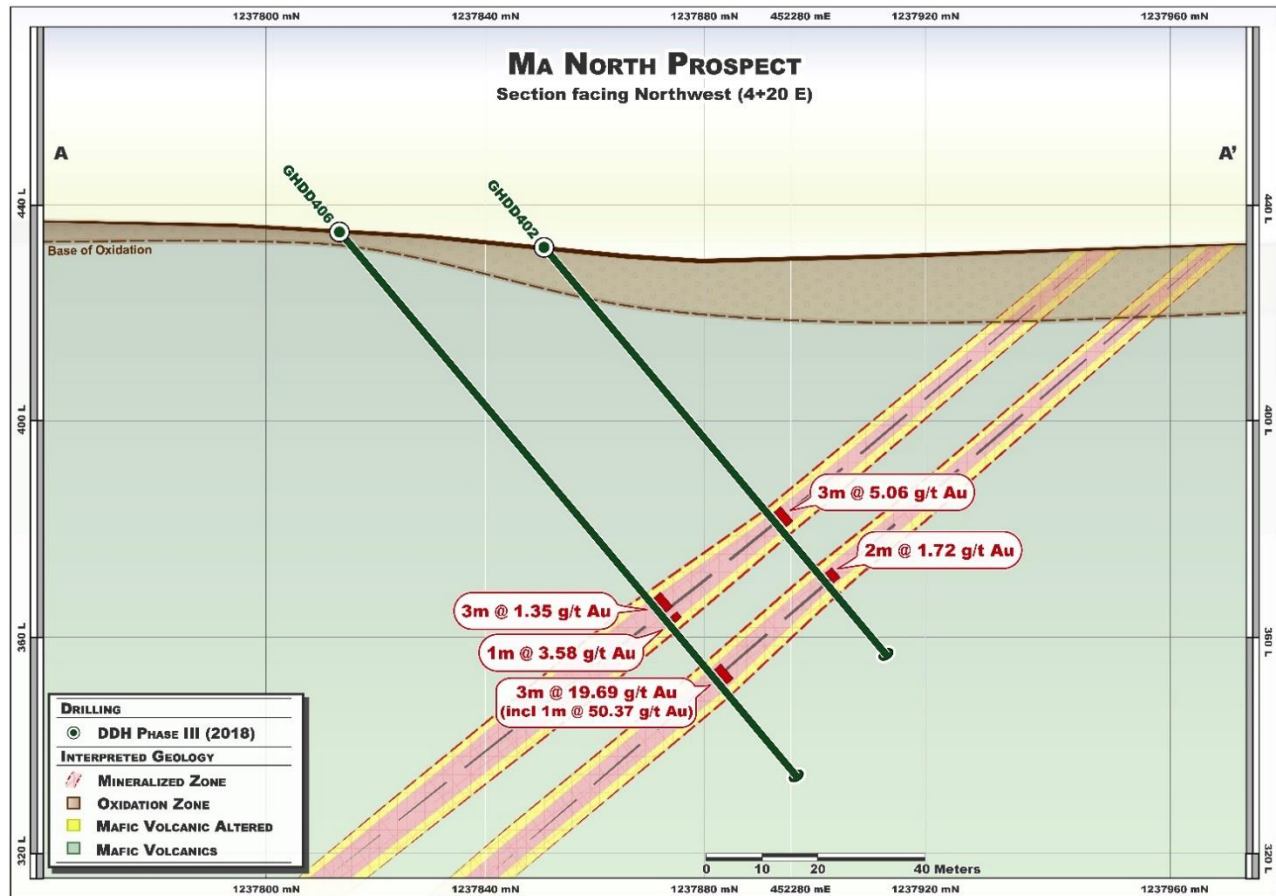 1237800 mN
1237840 mN
1237880 mN
452280 mE
1237920 mN
1237960 mN
MA NORTH PROSPECT
Section facing Northwest (4+20 E)
A
A'
GHDD406
GHDD402
440 L
440 L
Base of Oxidation
400 L
400 L
3m @ 5.06 g/t Au
2m @ 1.72 g/t Au
3m @ 1.35 g/t Au
1m @ 3.58 g/t Au
360 L
360 L
3m @ 19.69 g/t Au
(incl 1m @ 50.37 g/t Au)
DRILLING
DDH PHASE III (2018)
INTERPRETED GEOLOGY
MINERALIZED ZONE
OXIDATION ZONE
MAFIC VOLCANIC ALTERED
MAFIC VOLCANICS
320 L
320 L
0 10 20 40 Meters
1237800 mN
1237840 mN
1237880 mN
452280 mE
1237920 mN
1237960 mN